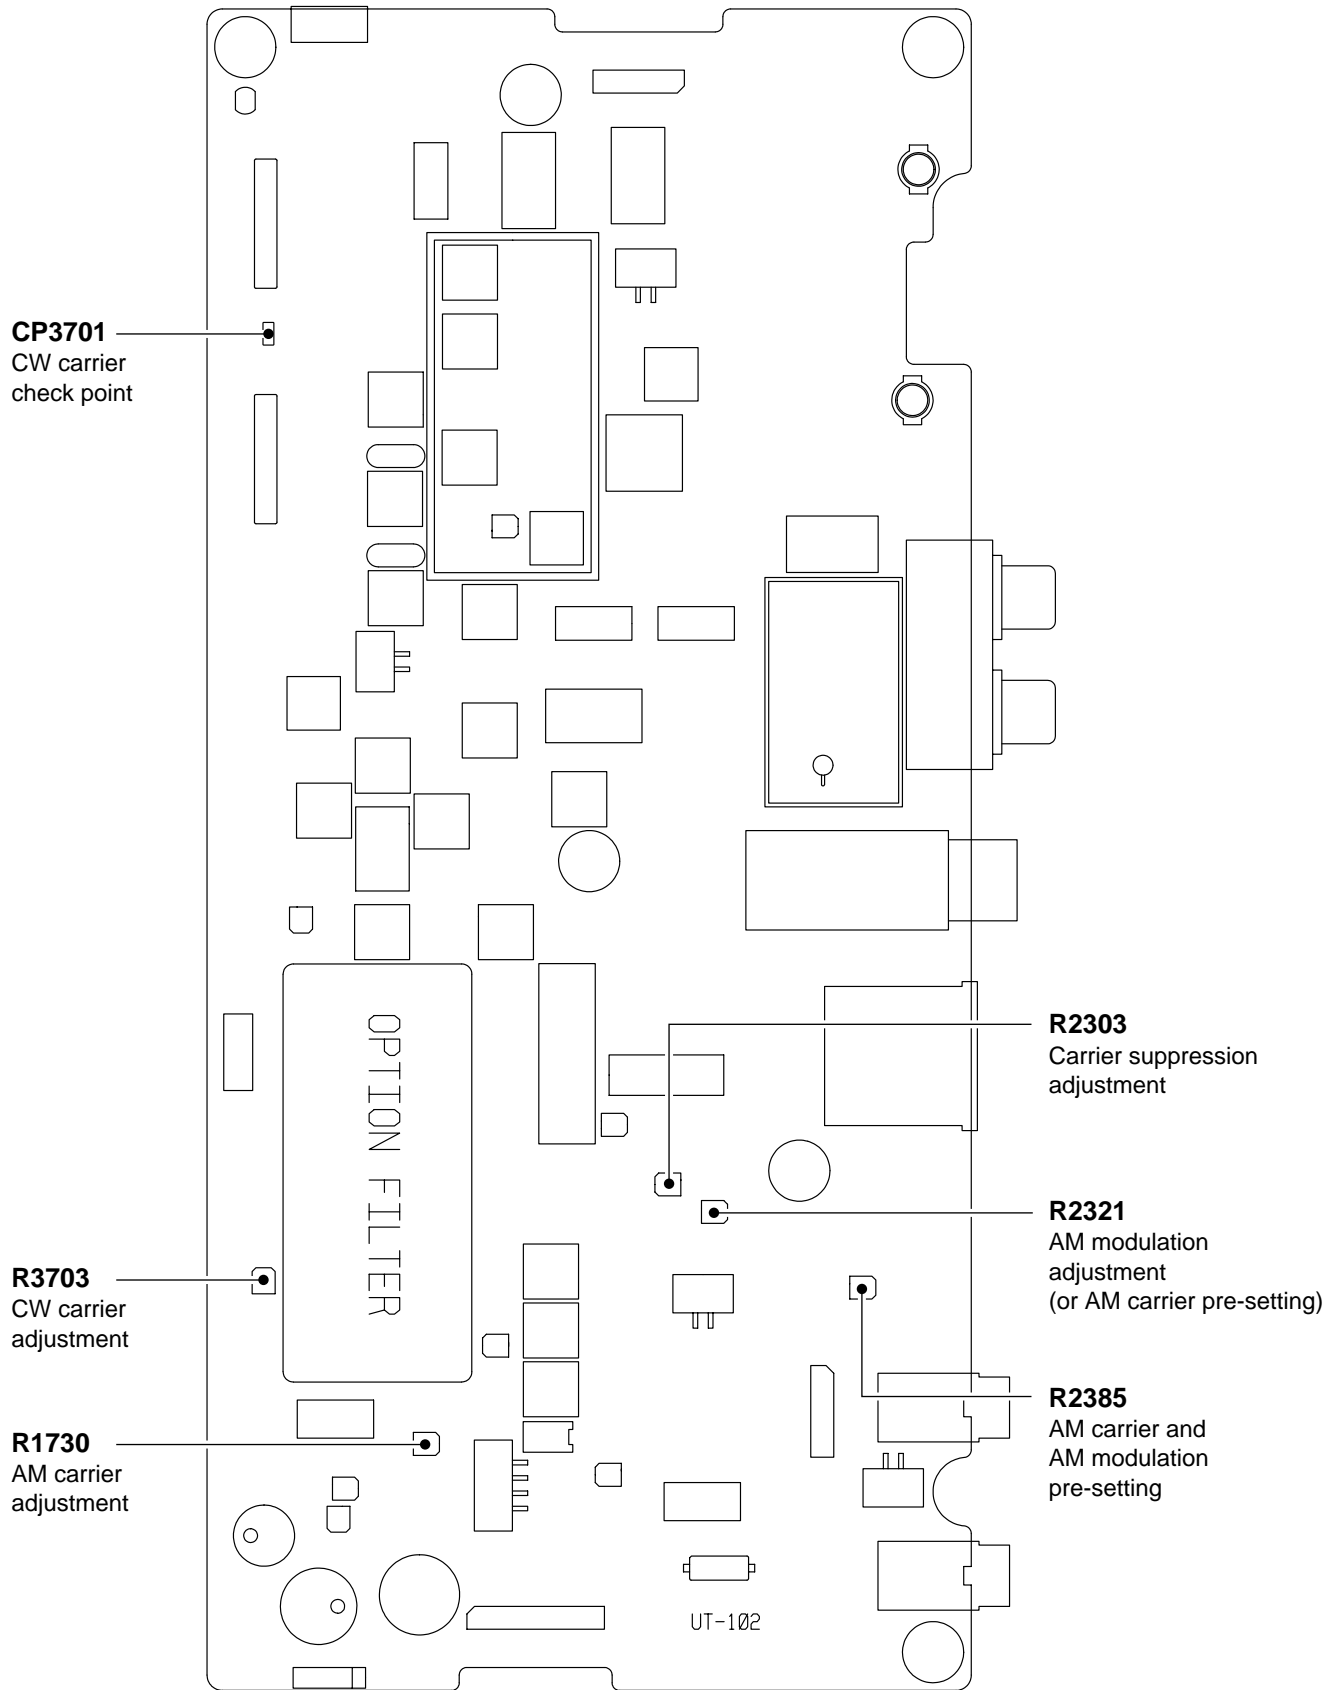 CP3701
CW carrier
check point
R2303
Carrier suppression
adjustment
OPTION FILTER
R2321
AM modulation
adjustment
(or AM carrier pre-setting)
R3703
CW carrier
adjustment
R2385
AM carrier and
AM modulation
pre-setting
R1730
AM carrier
adjustment
UT-102